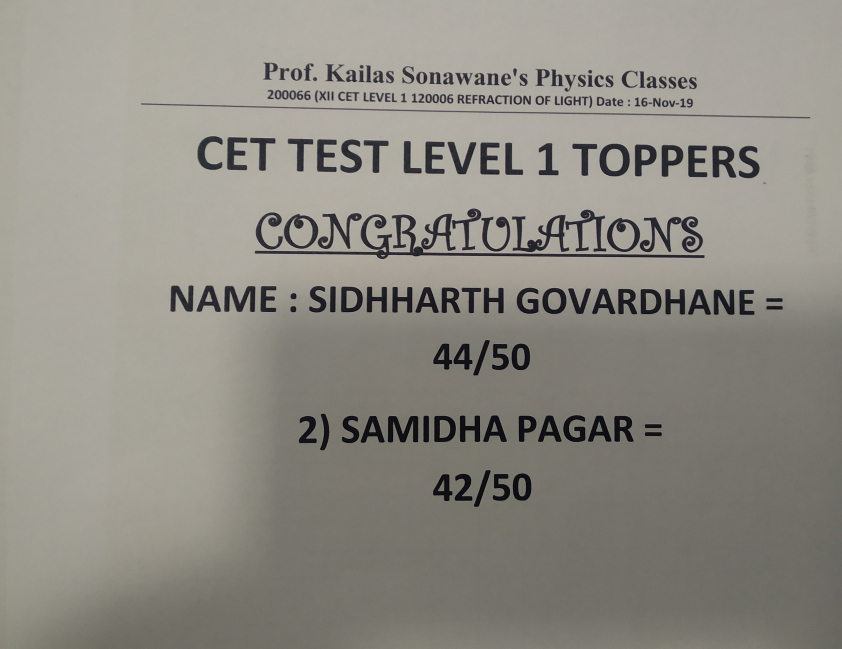 Prof. Kailas Sonawane's Physics Classes
200066 (XII CET LEVEL 1 120006 REFRACTION OF LIGHT) Date : 16-Nov-19
CET TEST LEVEL 1 TOPPERS
CONGRATULATIONS
NAME : SIDHHARTH GOVARDHANE =
44/50
2) SAMIDHA PAGAR =
42/50